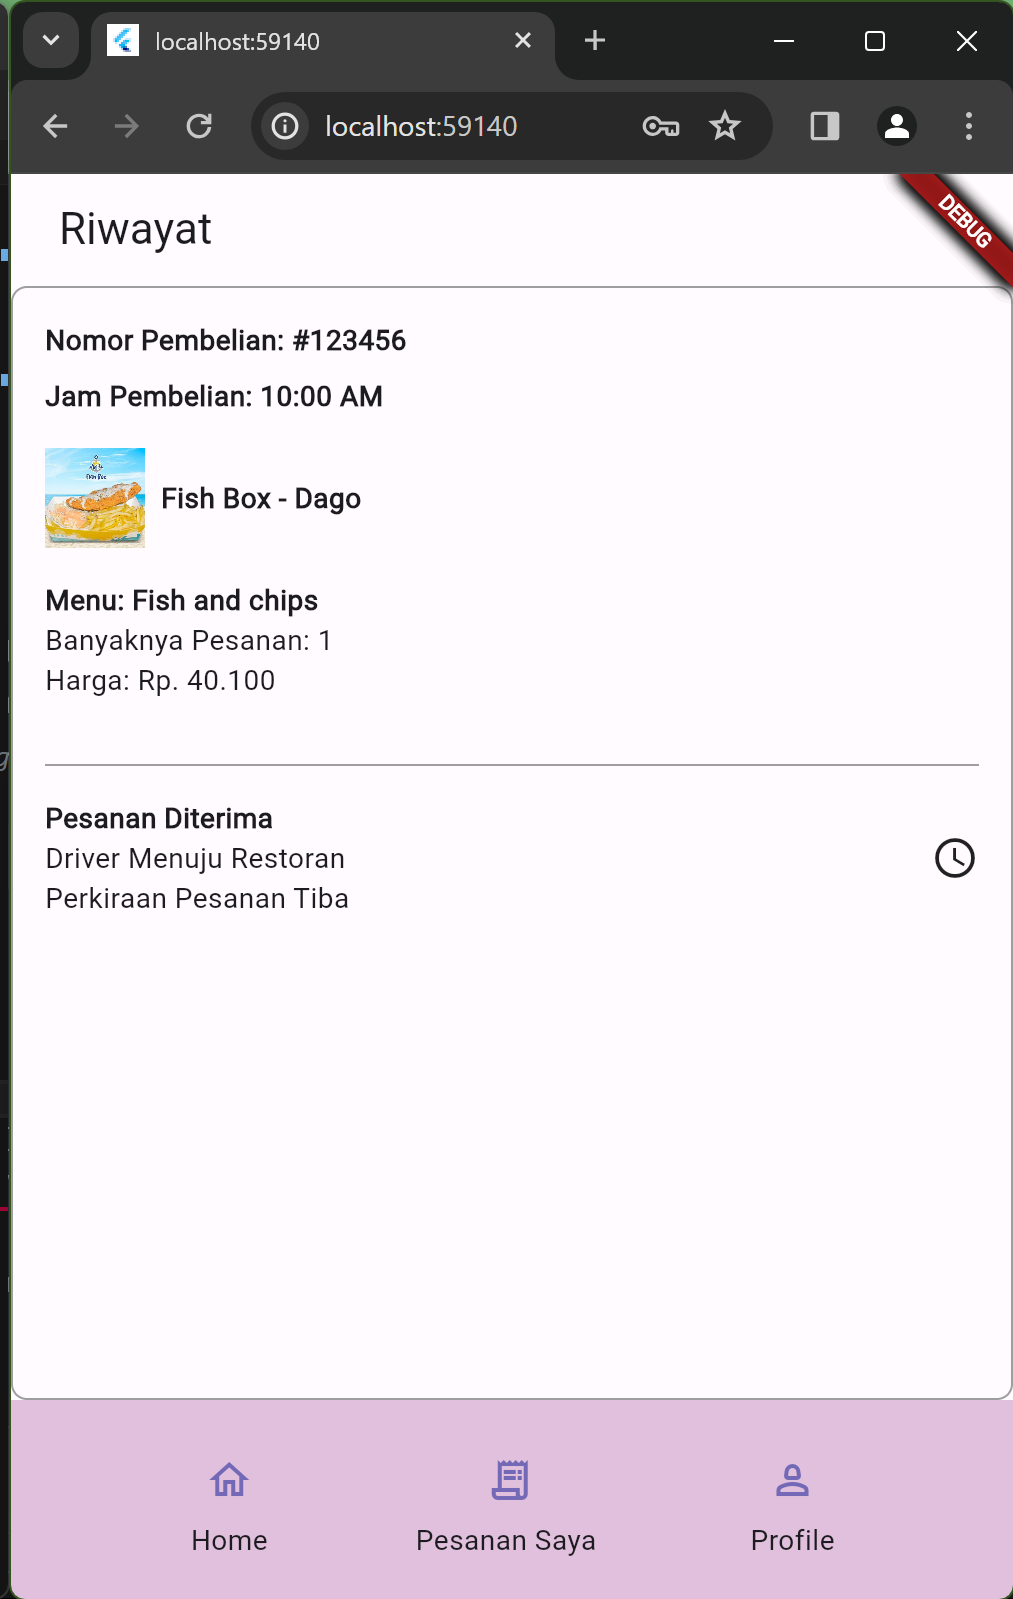 localhost:59140
localhost:59140
Riwayat
DEBUG
Nomor Pembelian: #123456
Jam Pembelian: 10:00 AM
Fish Box - Dago
Menu: Fish and chips
Banyaknya Pesanan: 1
Harga: Rp. 40.100
Pesanan Diterima
Driver Menuju Restoran
Perkiraan Pesanan Tiba
Home
Pesanan Saya
Profile